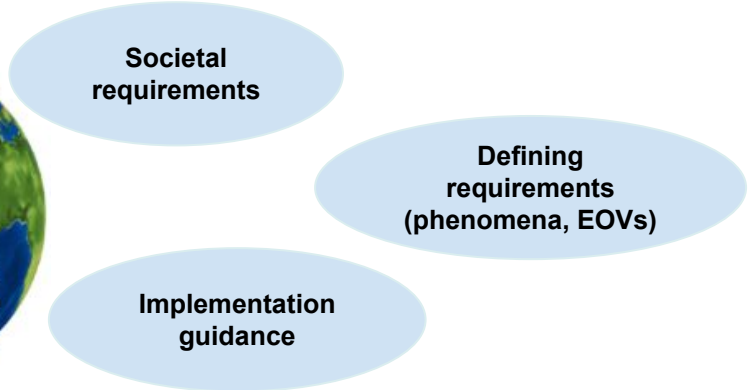 Societal
requirements
Defining
requirements
(phenomena, EOVs)
Implementation
guidance